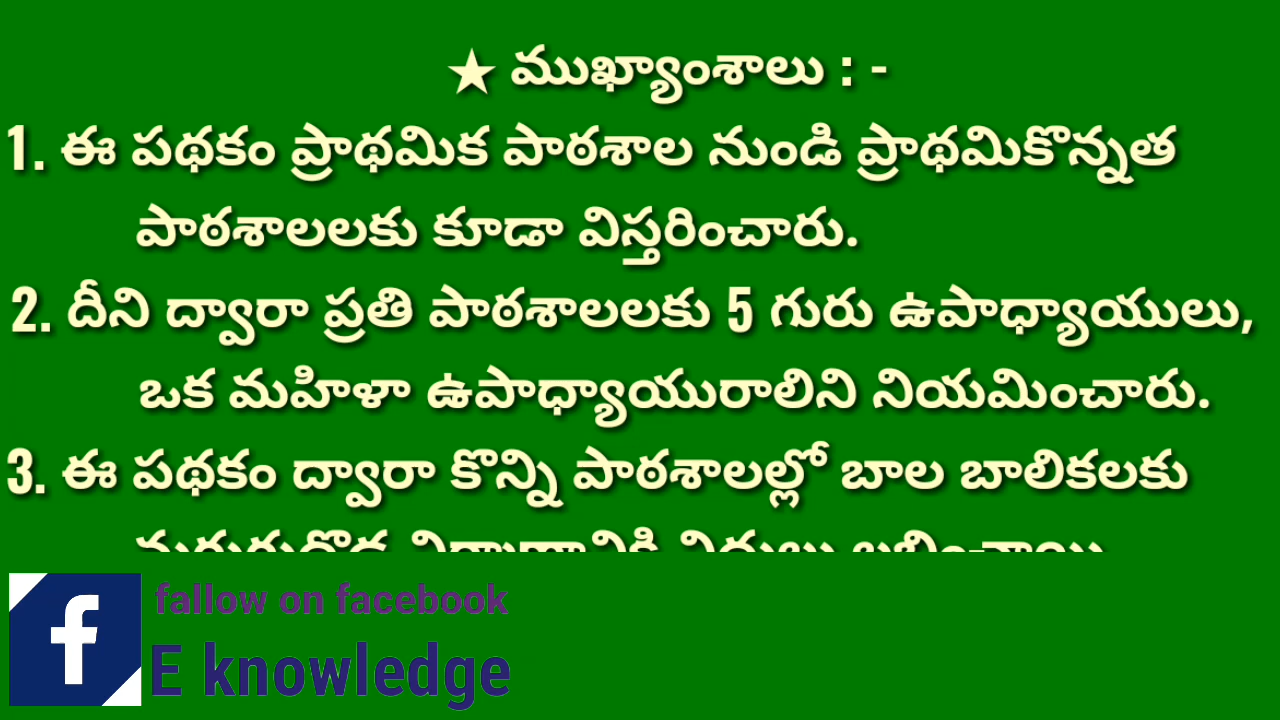 ★ ముఖ్యాంశాలు : -
1. ఈ పథకం ప్రాథమిక పాఠశాల నుండి ప్రాథమికొన్నత
పాఠశాలలకు కూడా విస్తరించారు.
2. దీని ద్వారా ప్రతి పాఠశాలలకు 5 గురు ఉపాధ్యాయులు,
ఒక మహిళా ఉపాధ్యాయురాలిని నియమించారు.
3. ఈ పథకం ద్వారా కొన్ని పాఠశాలల్లో బాల బాలికలకు
fallow on facebook
E knowledge